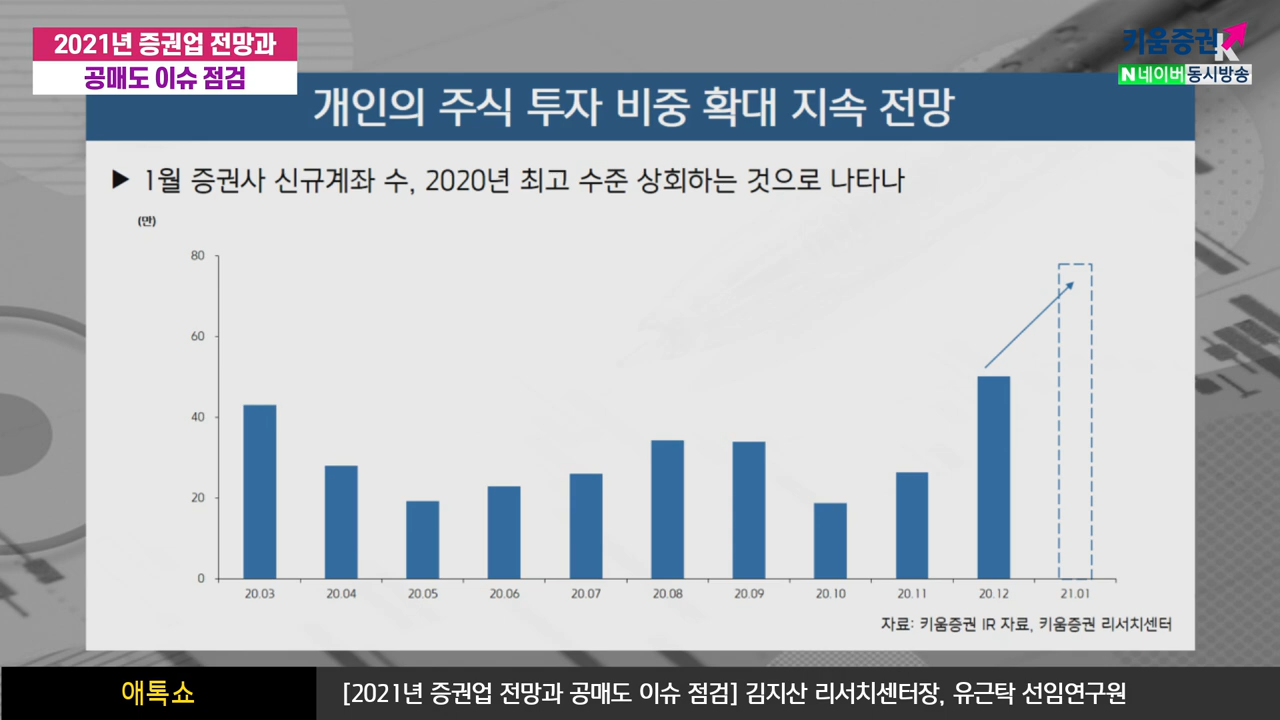 2021년 증권업 전망과
공매도 이슈 점검
키움증권
N 네이버 동시방송
개인의 주식 투자 비중 확대 지속 전망
▶ 1월 증권사 신규계좌 수, 2020년 최고 수준 상회하는 것으로 나타나
(만)
80
60
40
20
0
20.03 20.04 20.05 20.06 20.07 20.08 20.09 20.10 20.11 20.12 21.01
자료: 키움증권 IR 자료, 키움증권 리서치센터
애톡쇼
[2021년 증권업 전망과 공매도 이슈 점검] 김지산 리서치센터장, 유근탁 선임연구원